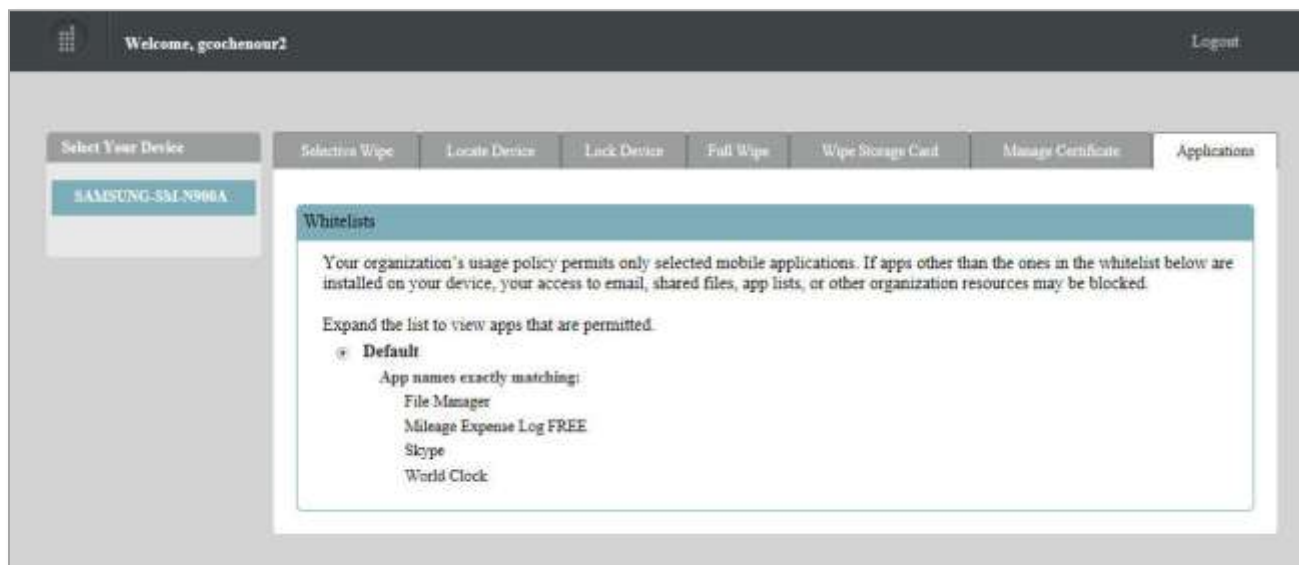 Welcome, gcochenour2
Logout
Select Your Device
SAMSUNG-SM-N900A
Selective Wipe
Locate Device
Lock Device
Full Wipe
Wipe Storage Card
Manage Certificate
Applications
Whitelists
Your organization's usage policy permits only selected mobile applications. If apps other than the ones in the whitelist below are
installed on your device, your access to email, shared files, app lists, or other organization resources may be blocked.
Expand the list to view apps that are permitted.
Default
App names exactly matching:
File Manager
Mileage Expense Log FREE
Skype
World Clock